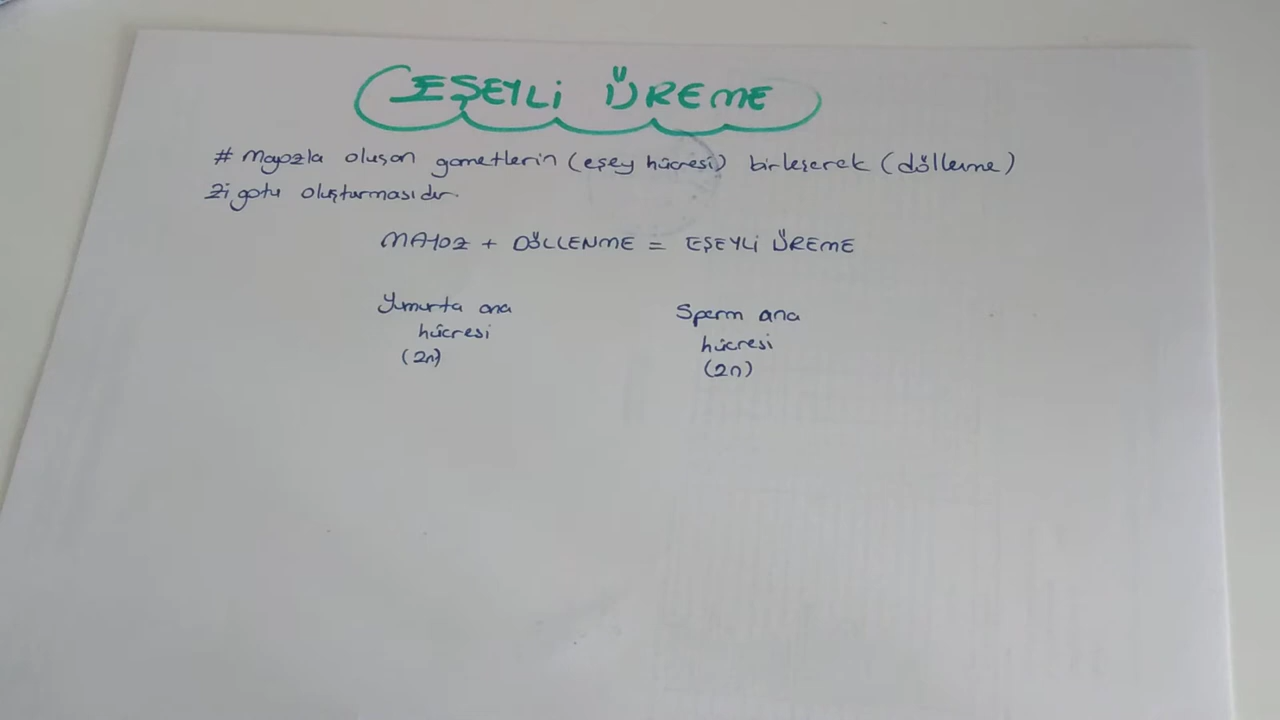 EŞEYLİ ÜREME
# Mayozla oluşan gametlerin (eşey hücresi) birleşerek (döllenme)
zigotu oluşturmasıdır.
MAYOZ + DÖLLENME = EŞEYLİ ÜREME
Yumurta ana
hücresi
(2n)
Sperm ana
hücresi
(2n)